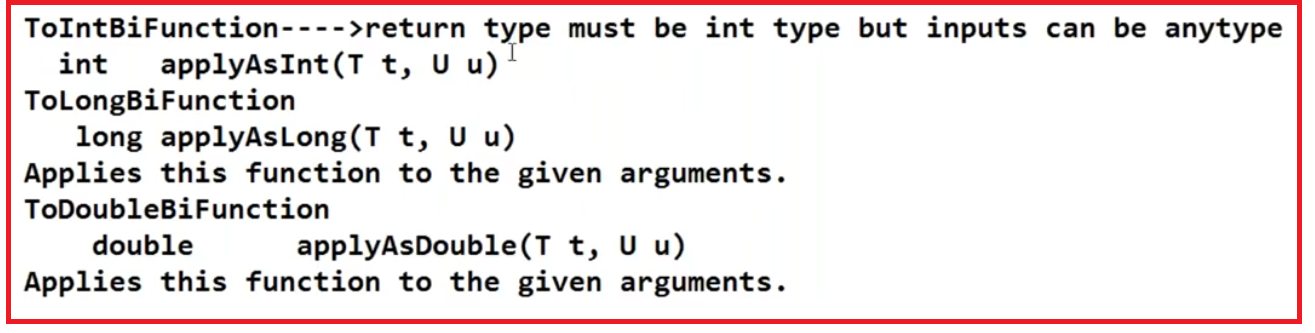 ToIntBiFunction---->return type must be int type but inputs can be anytype
int applyAsInt(T t, U u)
ToLongBiFunction
long applyAsLong(T t, U u)
Applies this function to the given arguments.
ToDoubleBiFunction
double applyAsDouble(T t, U u)
Applies this function to the given arguments.